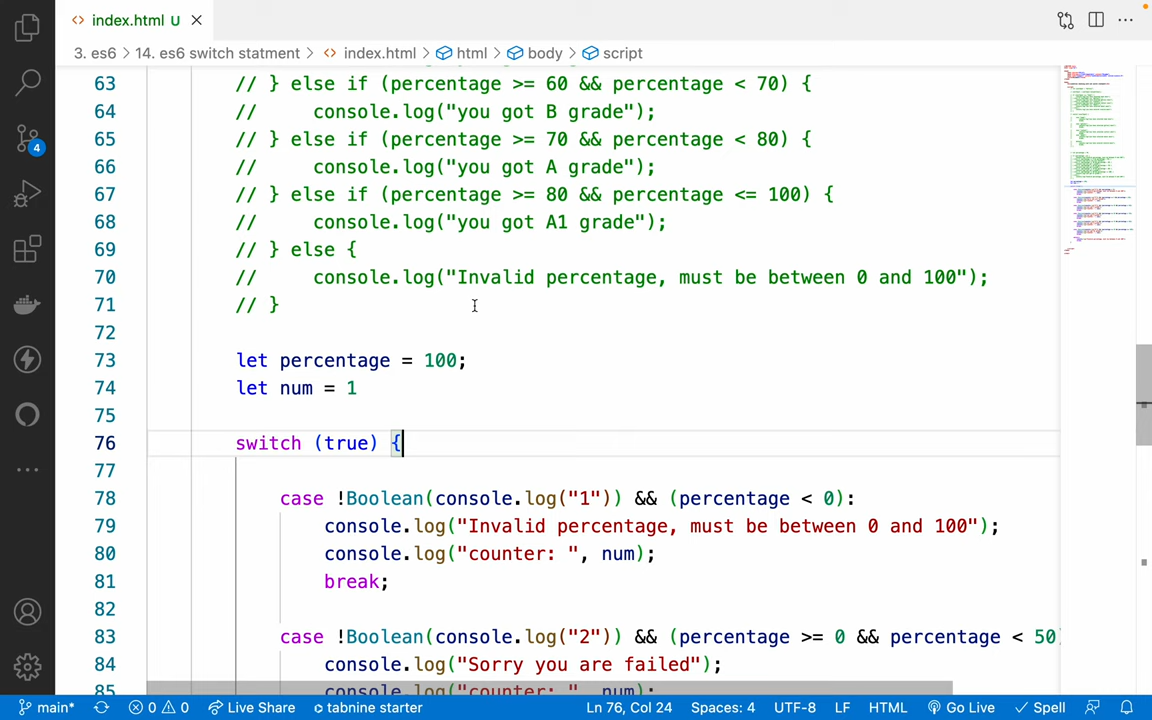 index.html U
3. es6 > 14. es6 switch statment > index.html > html > body > script
63 // } else if (percentage >= 60 && percentage < 70) {
64 //     console.log("you got B grade");
65 // } else if (percentage >= 70 && percentage < 80) {
66 //     console.log("you got A grade");
67 // } else if (percentage >= 80 && percentage <= 100) {
68 //     console.log("you got A1 grade");
69 // } else {
70 //     console.log("Invalid percentage, must be between 0 and 100");
71 // }
72
73 let percentage = 100;
74 let num = 1
75
76 switch (true) {
77
78     case !Boolean(console.log("1")) && (percentage < 0):
79         console.log("Invalid percentage, must be between 0 and 100");
80         console.log("counter: ", num);
81         break;
82
83     case !Boolean(console.log("2")) && (percentage >= 0 && percentage < 50
84         console.log("Sorry you are failed");
85         console.log("counter: ", num);
4
main* 0 0 Live Share tabnine starter Ln 76, Col 24 Spaces: 4 UTF-8 LF HTML Go Live Spell